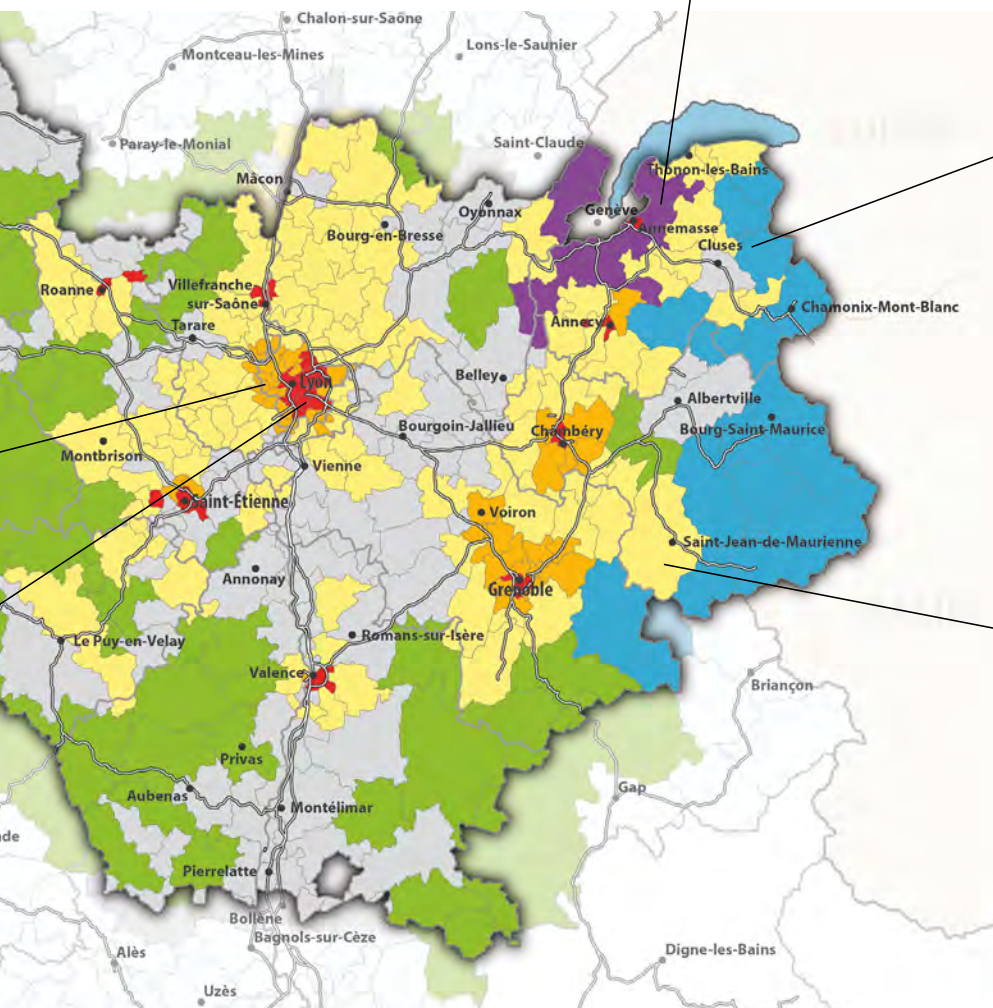 Chalon-sur-Saône
Lons-le-Saunier
Montceau-les-Mines
Paray-le-Monial
Saint-Claude
Thonon-les-Bains
Mâcon
Oyonnax
Genève
Annemasse
Bourg-en-Bresse
Cluses
Roanne
Villefranche
sur-Saône
Chamonix-Mont-Blanc
Tarare
Annecy
Lyon
Belley
Albertville
Bourgoin-Jallieu
Chambéry
Bourg-Saint-Maurice
Montbrison
Vienne
Saint-Étienne
Voiron
Saint-Jean-de-Maurienne
Annonay
Grenoble
Le Puy-en-Velay
Romans-sur-Isère
Valence
Briançon
Privas
Gap
Aubenas
Montélimar
de
Pierrelatte
Bollène
Bagnols-sur-Cèze
Alès
Digne-les-Bains
Uzès